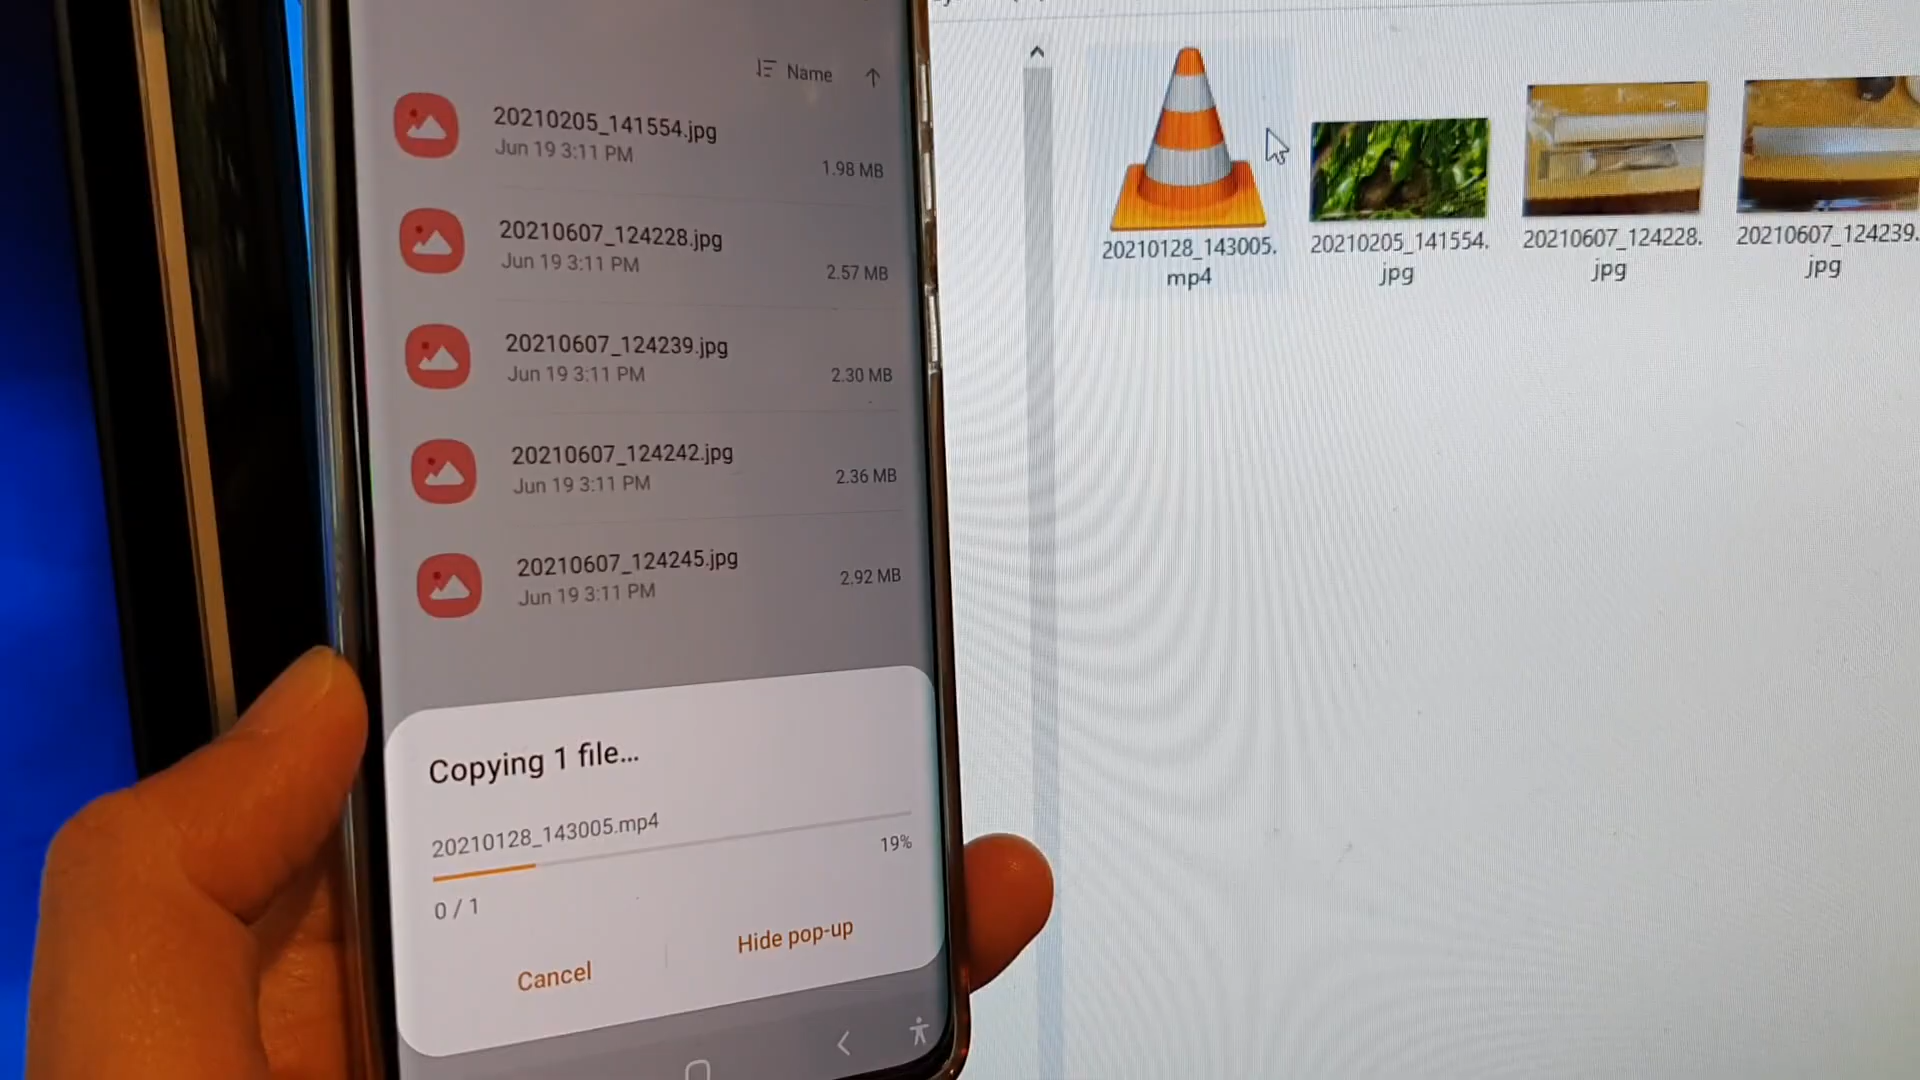 Name
20210205_141554.jpg
Jun 19 3:11 PM
1.98 MB
20210607_124228.jpg
Jun 19 3:11 PM
2.57 MB
20210607_124239.jpg
Jun 19 3:11 PM
2.30 MB
20210607_124242.jpg
Jun 19 3:11 PM
2.36 MB
20210607_124245.jpg
Jun 19 3:11 PM
2.92 MB
Copying 1 file...
20210128_143005.mp4
19%
0 / 1
Cancel
Hide pop-up
20210128_143005.
mp4
20210205_141554.
jpg
20210607_124228.
jpg
20210607_124239.
jpg